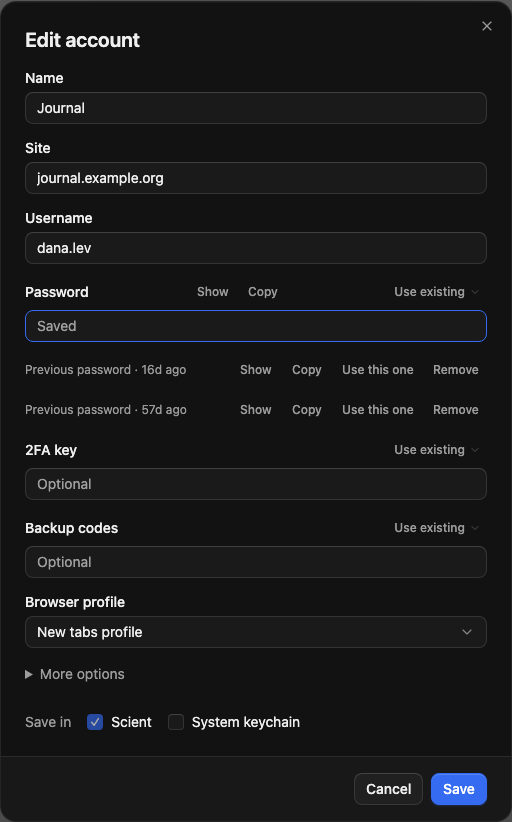 Edit account
Name
Journal
Site
journal.example.org
Username
dana.lev
Password Show Copy Use existing
Saved
Previous password · 16d ago Show Copy Use this one Remove
Previous password · 57d ago Show Copy Use this one Remove
2FA key Use existing
Optional
Backup codes Use existing
Optional
Browser profile
New tabs profile
More options
Save in Scient System keychain
Cancel Save